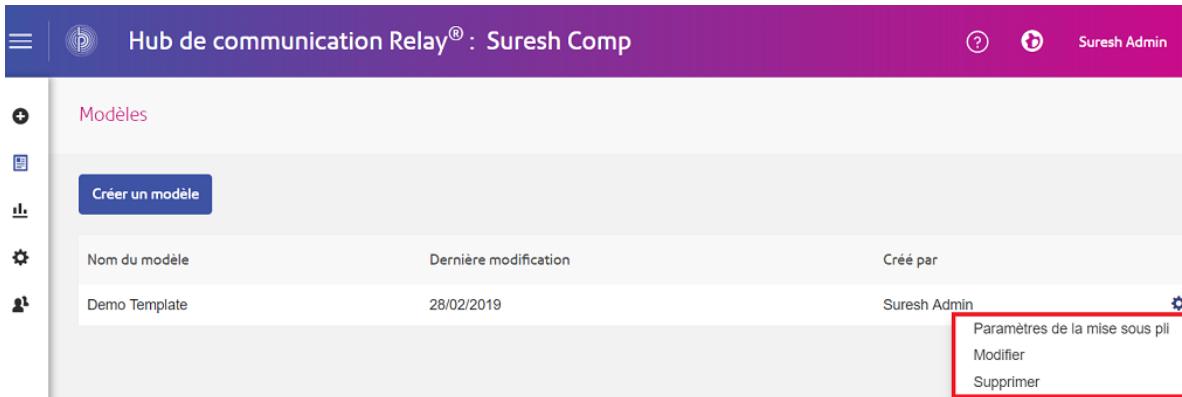 Hub de communication Relay® : Suresh Comp
Suresh Admin
Modèles
Créer un modèle
Nom du modèle Dernière modification Créé par
Demo Template 28/02/2019 Suresh Admin
Paramètres de la mise sous pli
Modifier
Supprimer